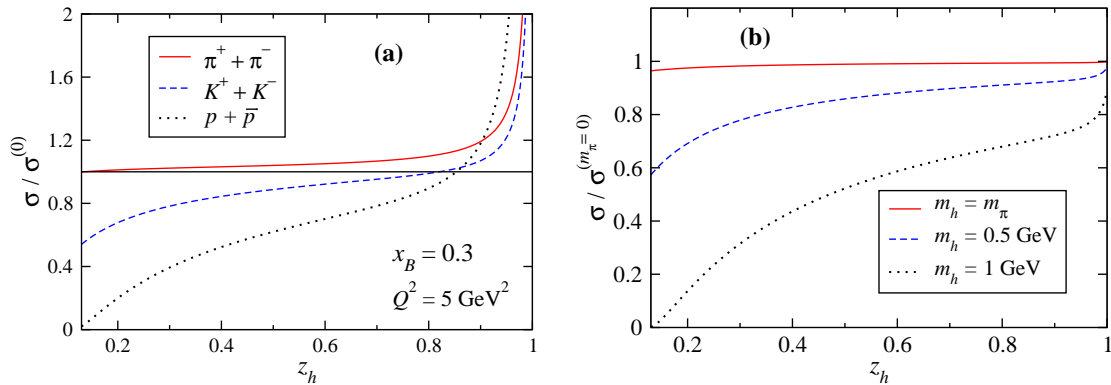 (a)
π⁺ + π⁻
K⁺ + K⁻
p + p̅
x_B = 0.3
Q² = 5 GeV²
σ / σ⁽⁰⁾
2
1.6
1.2
0.8
0.4
0
0.2
0.4
0.6
0.8
1
z_h
(b)
m_h = m_π
m_h = 0.5 GeV
m_h = 1 GeV
σ / σ^(m_π = 0)
1
0.8
0.6
0.4
0.2
0
0.2
0.4
0.6
0.8
1
z_h